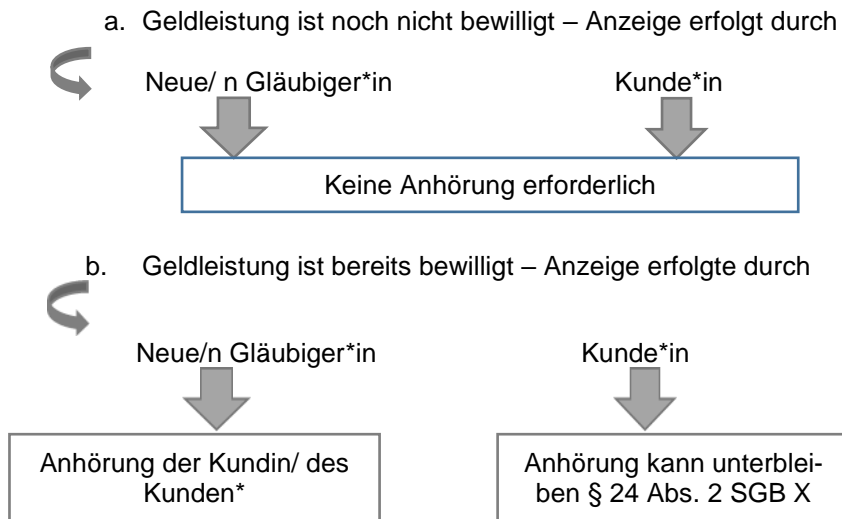 a. Geldleistung ist noch nicht bewilligt – Anzeige erfolgt durch
Neue/ n Gläubiger*in Kunde*in
Keine Anhörung erforderlich
b. Geldleistung ist bereits bewilligt – Anzeige erfolgte durch
Neue/n Gläubiger*in Kunde*in
Anhörung der Kundin/ des
Kunden*
Anhörung kann unterblei-
ben § 24 Abs. 2 SGB X